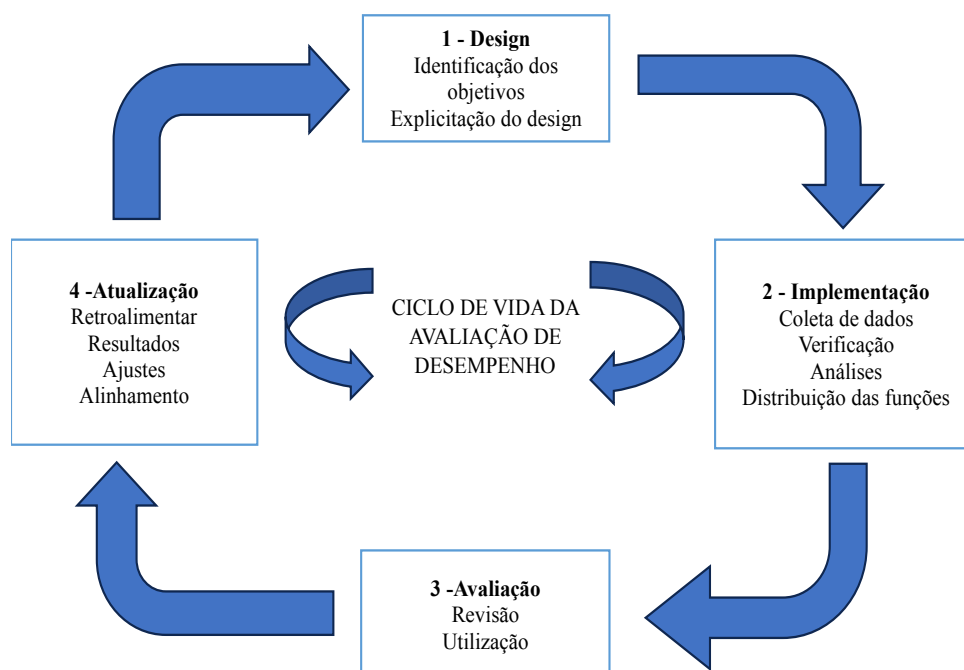 1 - Design
Identificação dos
objetivos
Explicitação do design
2 - Implementação
Coleta de dados
Verificação
Análises
Distribuição das funções
3 -Avaliação
Revisão
Utilização
4 -Atualização
Retroalimentar
Resultados
Ajustes
Alinhamento
CICLO DE VIDA DA
AVALIAÇÃO DE
DESEMPENHO